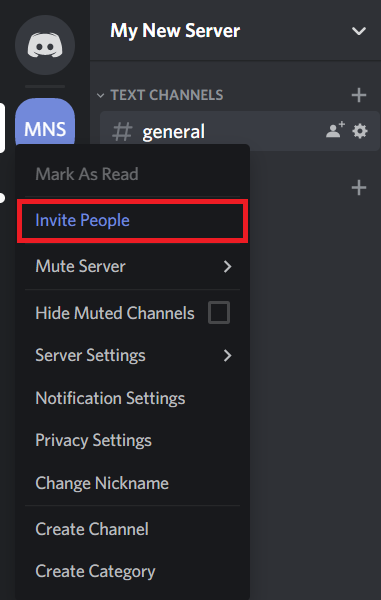 My New Server
TEXT CHANNELS
MNS
# general
Mark As Read
Invite People
Mute Server
Hide Muted Channels
Server Settings
Notification Settings
Privacy Settings
Change Nickname
Create Channel
Create Category